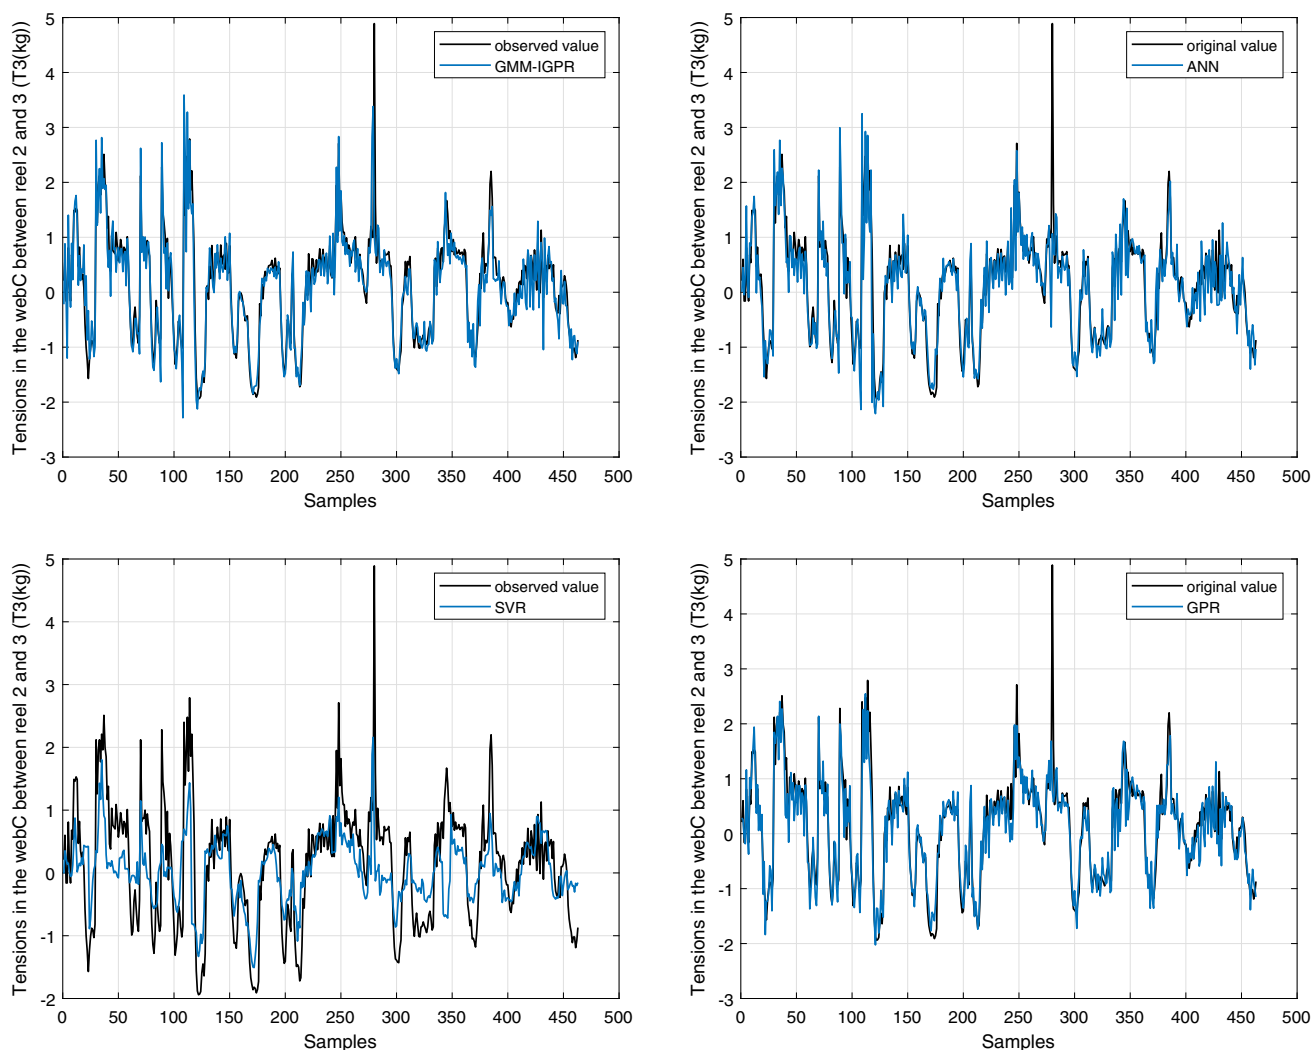 Tensions in the webC between reel 2 and 3 (T3(kg))
5
4
3
2
1
0
-1
-2
-3
observed value
GMM-IGPR
0 50 100 150 200 250 300 350 400 450 500
Samples
Tensions in the webC between reel 2 and 3 (T3(kg))
5
4
3
2
1
0
-1
-2
-3
original value
ANN
0 50 100 150 200 250 300 350 400 450 500
Samples
Tensions in the webC between reel 2 and 3 (T3(kg))
5
4
3
2
1
0
-1
-2
observed value
SVR
0 50 100 150 200 250 300 350 400 450 500
Samples
Tensions in the webC between reel 2 and 3 (T3(kg))
5
4
3
2
1
0
-1
-2
-3
original value
GPR
0 50 100 150 200 250 300 350 400 450 500
Samples